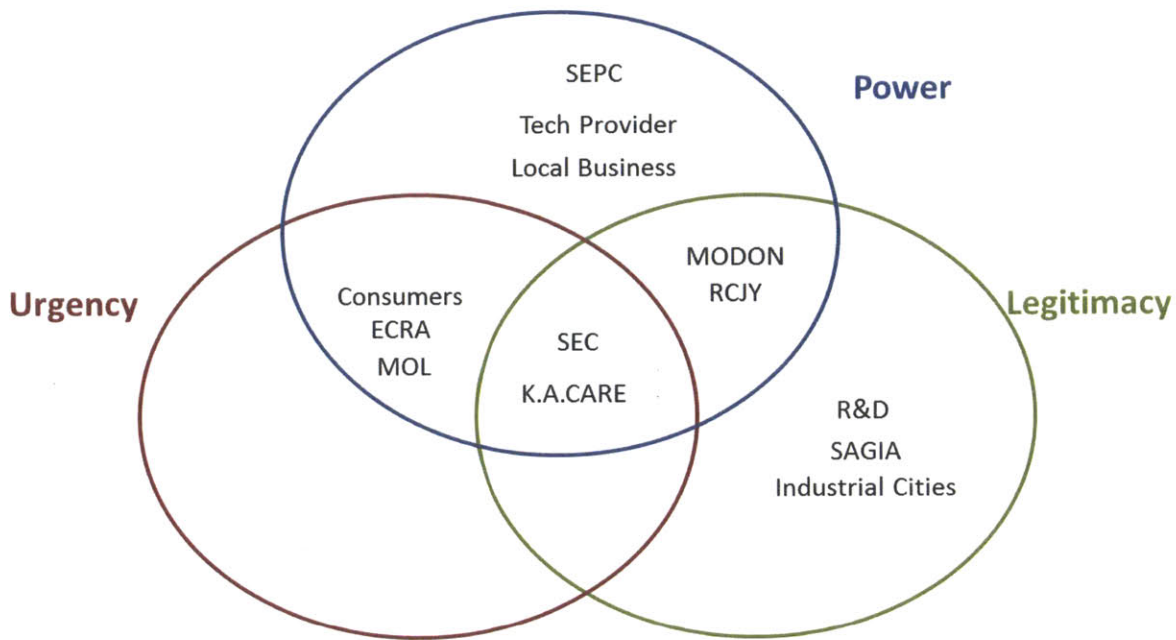 SEPC
Power
Tech Provider
Local Business
MODON
RCJY
Urgency
Consumers
ECRA
MOL
Legitimacy
SEC
K.A.CARE
R&D
SAGIA
Industrial Cities